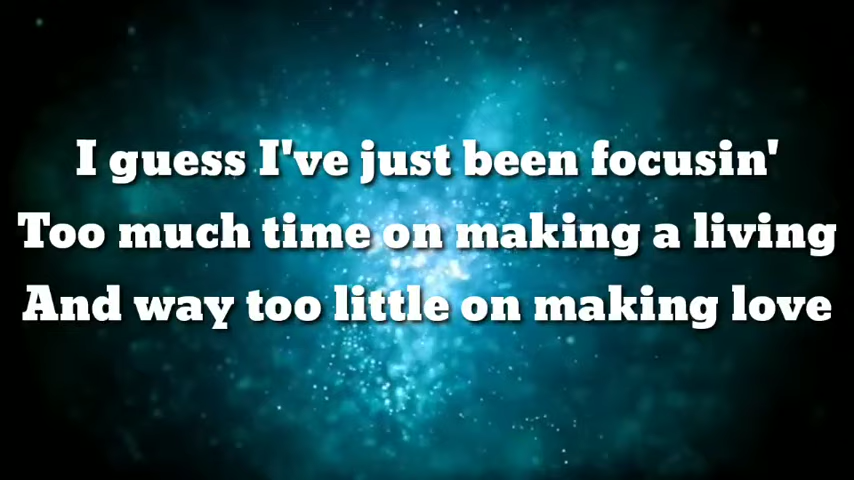 I guess I've just been focusin'
Too much time on making a living
And way too little on making love